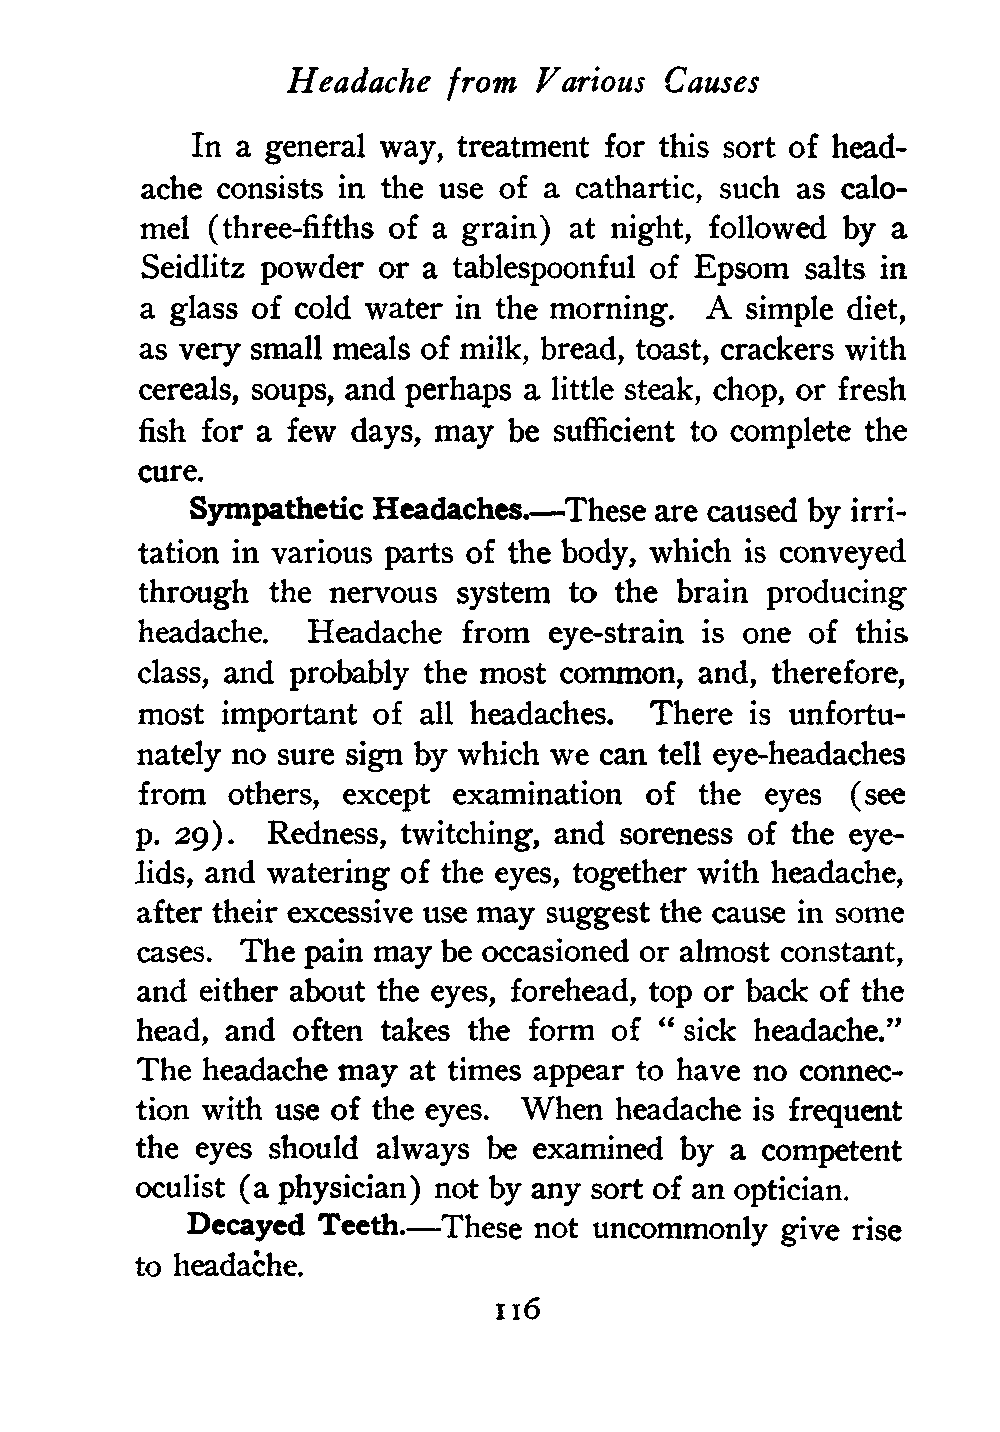 Headache from Various Causes
In a general way, treatment for this sort of head-
ache consists in the use of a cathartic, such as calo-
mel (three-fifths of a grain) at night, followed by a
Seidlitz powder or a tablespoonful of Epsom salts in
a glass of cold water in the morning. A simple diet,
as very small meals of milk, bread, toast, crackers with
cereals, soups, and perhaps a little steak, chop, or fresh
fish for a few days, may be sufficient to complete the
cure.
Sympathetic Headaches.—These are caused by irri-
tation in various parts of the body, which is conveyed
through the nervous system to the brain producing
headache. Headache from eye-strain is one of this
class, and probably the most common, and, therefore,
most important of all headaches. There is unfortu-
nately no sure sign by which we can tell eye-headaches
from others, except examination of the eyes (see
p. 29). Redness, twitching, and soreness of the eye-
lids, and watering of the eyes, together with headache,
after their excessive use may suggest the cause in some
cases. The pain may be occasioned or almost constant,
and either about the eyes, forehead, top or back of the
head, and often takes the form of “ sick headache.”
The headache may at times appear to have no connec-
tion with use of the eyes. When headache is frequent
the eyes should always be examined by a competent
oculist (a physician) not by any sort of an optician.
Decayed Teeth.—These not uncommonly give rise
to headache.
116